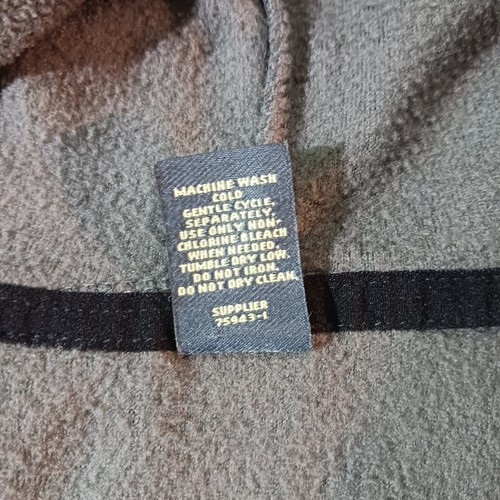 MACHINE WASH
COLD
GENTLE CYCLE,
SEPARATELY,
USE ONLY NON-
CHLORINE BLEACH
WHEN NEEDED.
TUMBLE DRY LOW.
DO NOT IRON.
DO NOT DRY CLEAN.
SUPPLIER
75943-1